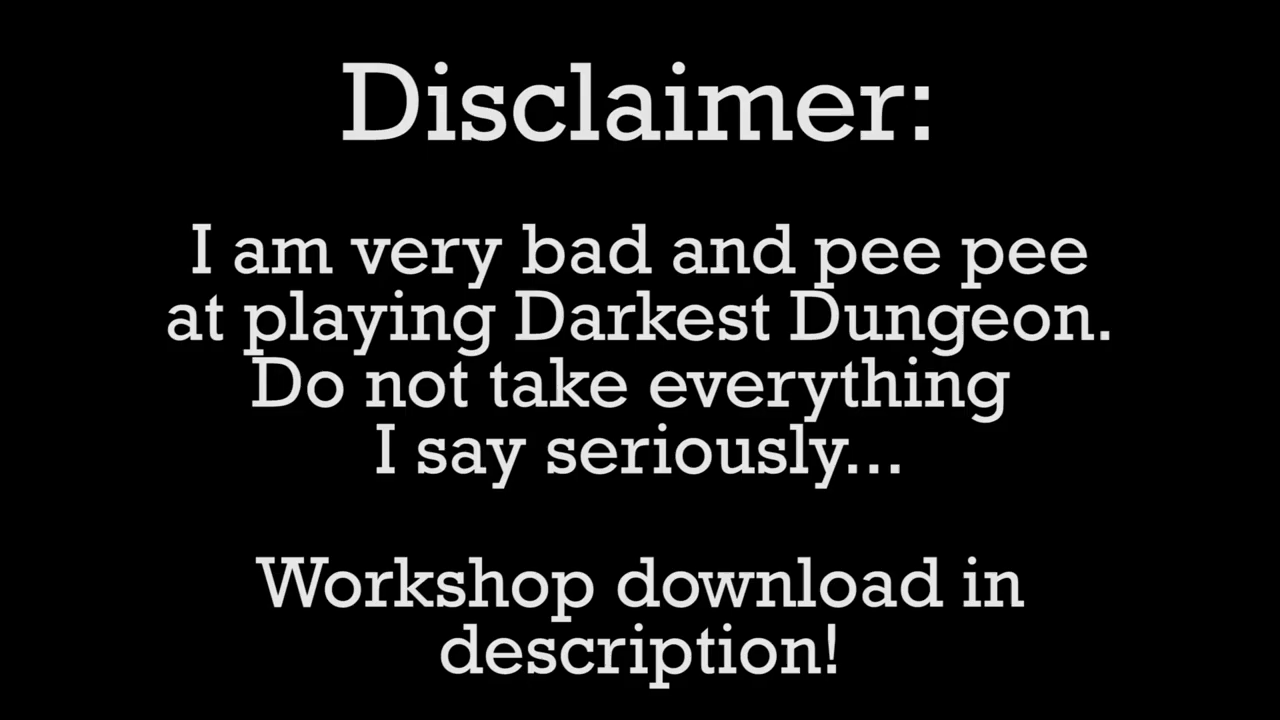 Disclaimer:
I am very bad and pee pee
at playing Darkest Dungeon.
Do not take everything
I say seriously...
Workshop download in
description!